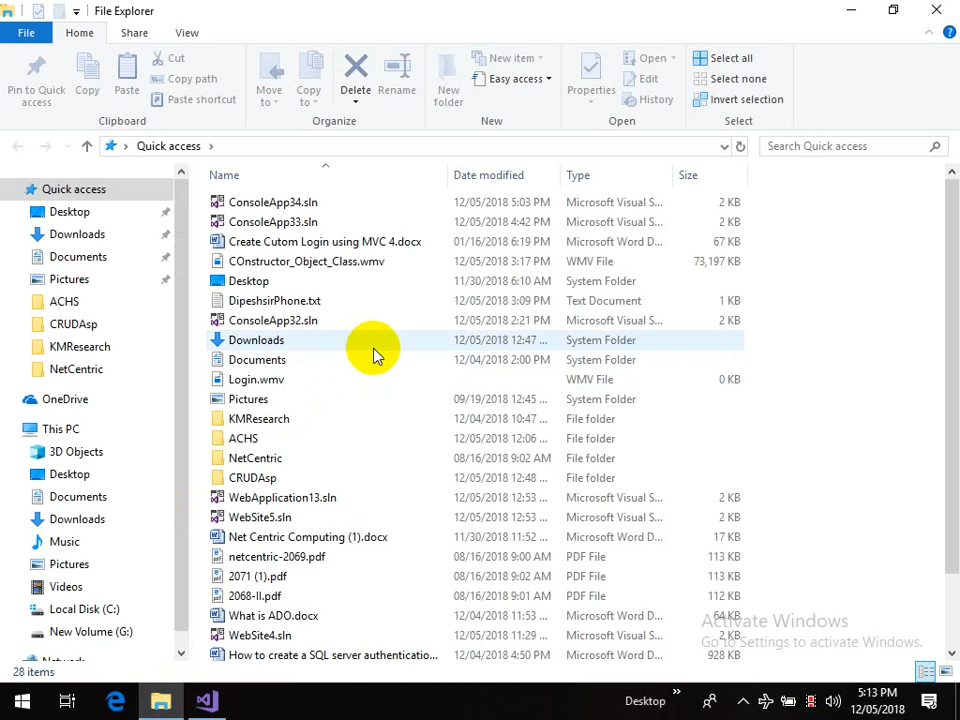 File Explorer
File Home Share View
Pin to Quick access
Copy
Paste
Cut
Copy path
Paste shortcut
Clipboard
Move to
Copy to
Delete
Rename
Organize
New folder
New item
Easy access
New
Properties
Open
Edit
History
Open
Select all
Select none
Invert selection
Select
Quick access
Search Quick access
Quick access
Desktop
Downloads
Documents
Pictures
ACHS
CRUDAsp
KMResearch
NetCentric
OneDrive
This PC
3D Objects
Desktop
Documents
Downloads
Music
Pictures
Videos
Local Disk (C:)
New Volume (G:)
Network
Name Date modified Type Size
ConsoleApp34.sln 12/05/2018 5:03 PM Microsoft Visual S... 2 KB
ConsoleApp33.sln 12/05/2018 4:42 PM Microsoft Visual S... 2 KB
Create Cutom Login using MVC 4.docx 01/16/2018 6:19 PM Microsoft Word D... 67 KB
COnstructor_Object_Class.wmv 12/05/2018 3:17 PM WMV File 73,197 KB
Desktop 11/30/2018 6:10 AM System Folder
DipeshsirPhone.txt 12/05/2018 3:09 PM Text Document 1 KB
ConsoleApp32.sln 12/05/2018 2:21 PM Microsoft Visual S... 2 KB
Downloads 12/05/2018 12:47 ... System Folder
Documents 12/04/2018 2:00 PM System Folder
Login.wmv WMV File 0 KB
Pictures 09/19/2018 12:45 ... System Folder
KMResearch 12/04/2018 10:47 ... File folder
ACHS 12/05/2018 12:06 ... File folder
NetCentric 08/16/2018 9:02 AM File folder
CRUDAsp 12/05/2018 12:48 ... File folder
WebApplication13.sln 12/05/2018 12:53 ... Microsoft Visual S... 2 KB
WebSite5.sln 12/05/2018 12:53 ... Microsoft Visual S... 2 KB
Net Centric Computing (1).docx 11/30/2018 11:52 ... Microsoft Word D... 17 KB
netcentric-2069.pdf 08/16/2018 9:00 AM PDF File 113 KB
2071 (1).pdf 08/16/2018 9:02 AM PDF File 113 KB
2068-II.pdf 08/16/2018 9:01 AM PDF File 112 KB
What is ADO.docx 12/04/2018 11:53 ... Microsoft Word D... 64 KB
WebSite4.sln 12/05/2018 11:29 ... Microsoft Visual S... 2 KB
How to create a SQL server authenticatio... 12/04/2018 4:50 PM Microsoft Word D... 928 KB
Activate Windows
Go to Settings to activate Windows.
28 items
Desktop
5:13 PM
12/05/2018